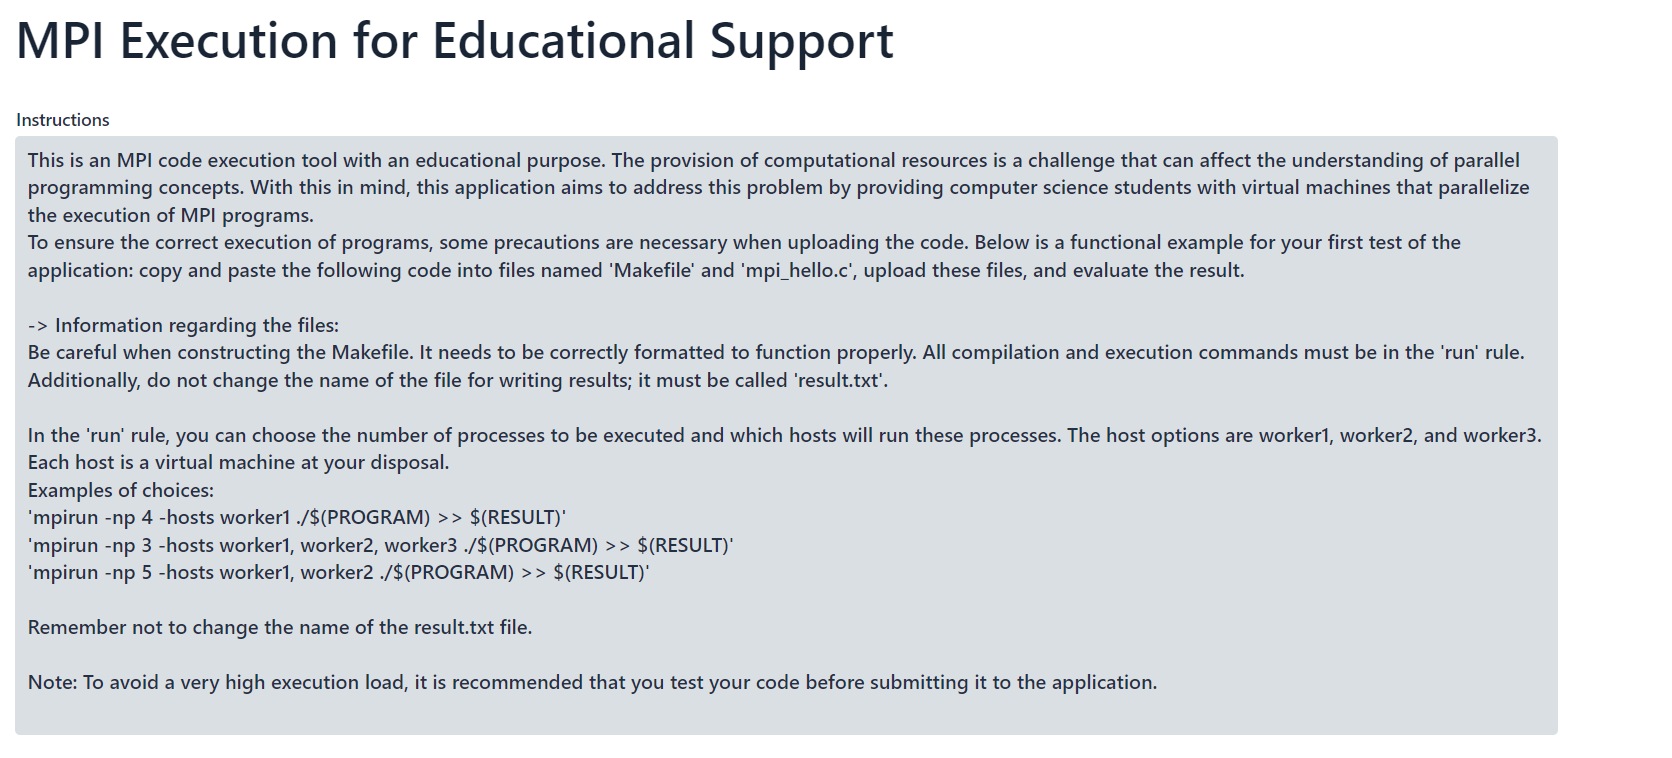 MPI Execution for Educational Support
Instructions
This is an MPI code execution tool with an educational purpose. The provision of computational resources is a challenge that can affect the understanding of parallel
programming concepts. With this in mind, this application aims to address this problem by providing computer science students with virtual machines that parallelize
the execution of MPI programs.
To ensure the correct execution of programs, some precautions are necessary when uploading the code. Below is a functional example for your first test of the
application: copy and paste the following code into files named 'Makefile' and 'mpi_hello.c', upload these files, and evaluate the result.
-> Information regarding the files:
Be careful when constructing the Makefile. It needs to be correctly formatted to function properly. All compilation and execution commands must be in the 'run' rule.
Additionally, do not change the name of the file for writing results; it must be called 'result.txt'.
In the 'run' rule, you can choose the number of processes to be executed and which hosts will run these processes. The host options are worker1, worker2, and worker3.
Each host is a virtual machine at your disposal.
Examples of choices:
'mpirun -np 4 -hosts worker1 ./$(PROGRAM) >> $(RESULT)'
'mpirun -np 3 -hosts worker1, worker2, worker3 ./$(PROGRAM) >> $(RESULT)'
'mpirun -np 5 -hosts worker1, worker2 ./$(PROGRAM) >> $(RESULT)'
Remember not to change the name of the result.txt file.
Note: To avoid a very high execution load, it is recommended that you test your code before submitting it to the application.